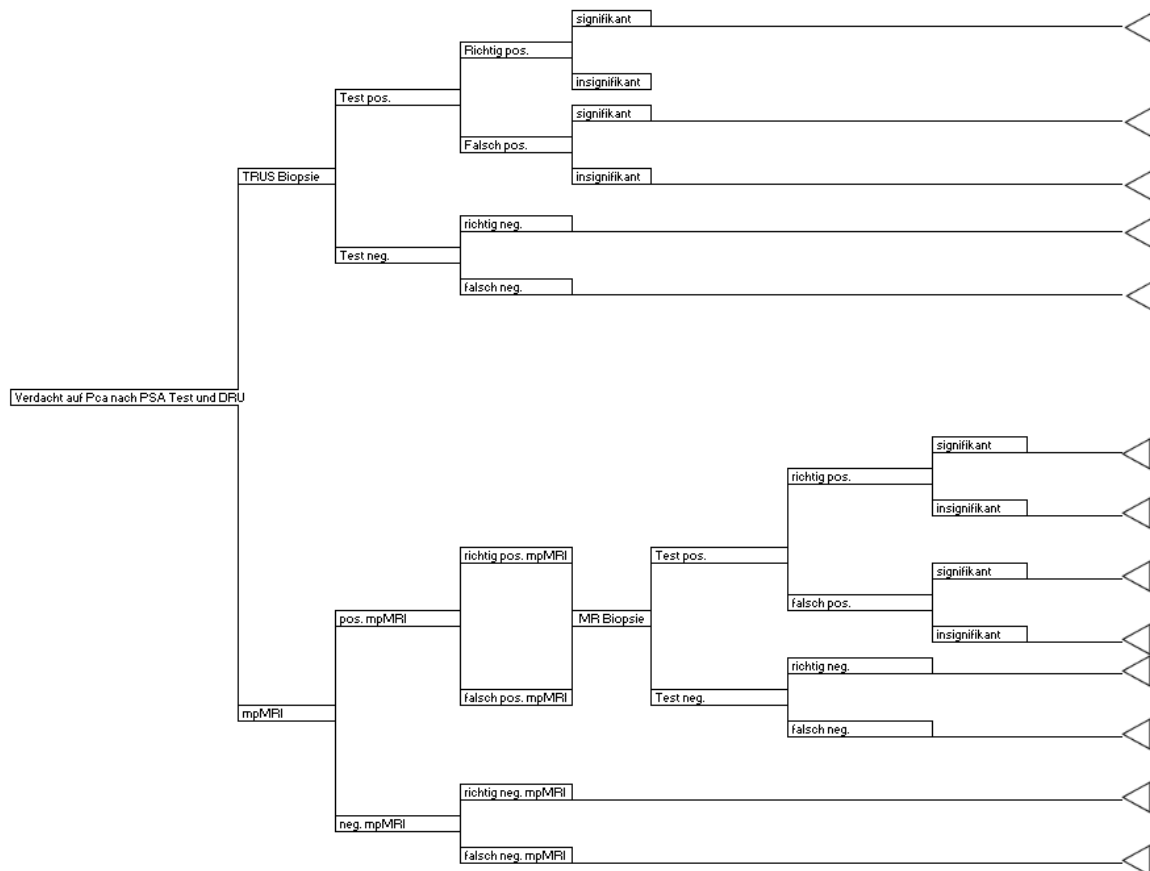 signifikant
Richtig pos.
insignifikant
Test pos.
signifikant
Falsch pos.
insignifikant
TRUS Biopsie
richtig neg.
Test neg.
falsch neg.
Verdacht auf Pca nach PSA Test und DRU
signifikant
richtig pos.
insignifikant
richtig pos. mpMRI
Test pos.
signifikant
falsch pos.
pos. mpMRI
MR Biopsie
insignifikant
richtig neg.
falsch pos. mpMRI
Test neg.
mpMRI
falsch neg.
richtig neg. mpMRI
neg. mpMRI
falsch neg. mpMRI